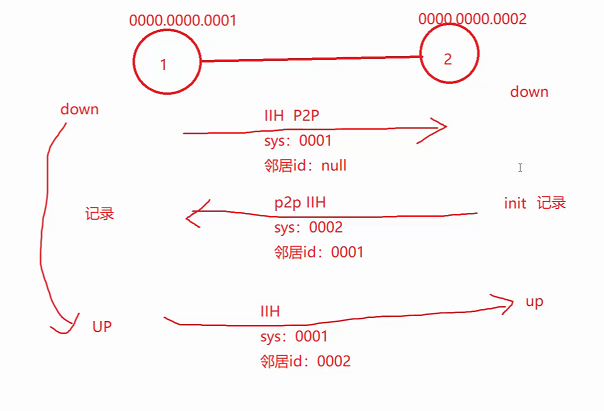 0000.0000.0001
0000.0000.0002
1
2
down
down
IIH P2P
sys：0001
邻居id：null
记录
p2p IIH
sys：0002
邻居id：0001
init 记录
UP
IIH
sys：0001
邻居id：0002
up